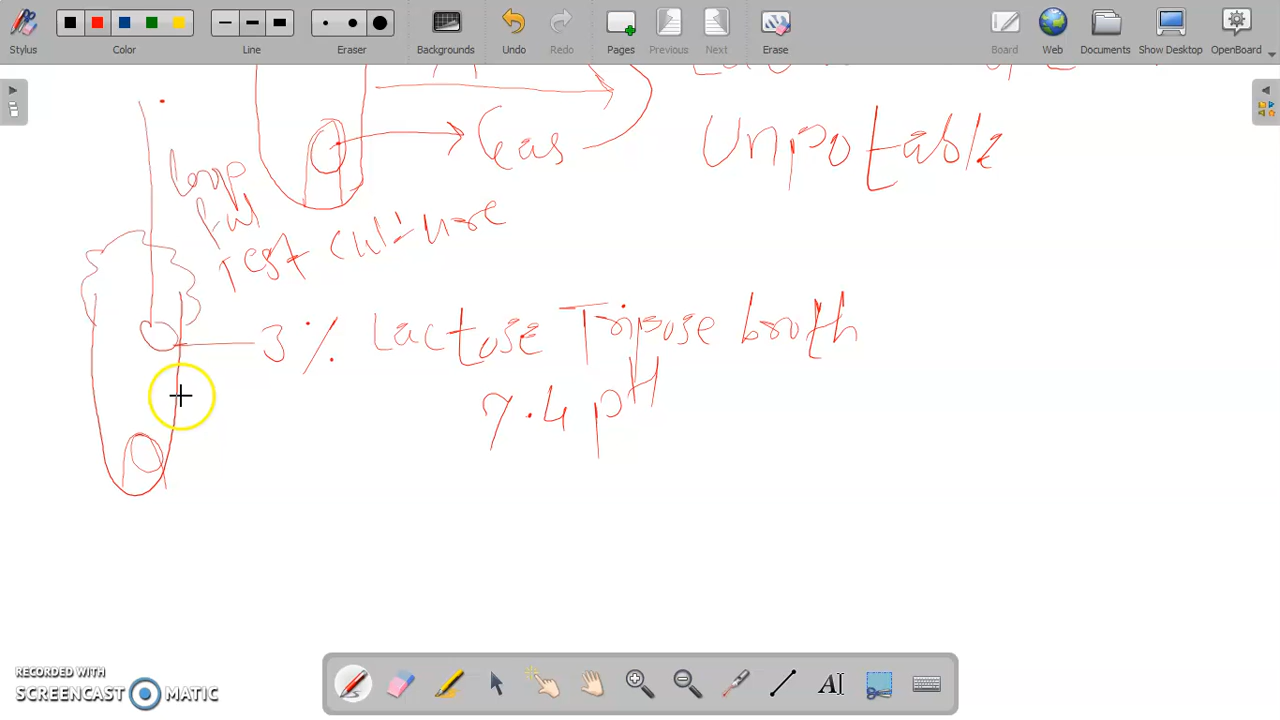 Stylus
Color
Line
Eraser
Backgrounds
Undo
Redo
Pages
Previous
Next
Erase
Board
Web
Documents
Show Desktop
OpenBoard
Gas
Unpotable
Loop
ful
Test culture
3 % Lactose Tripose broth
7.4 pH
RECORDED WITH
SCREENCAST MATIC